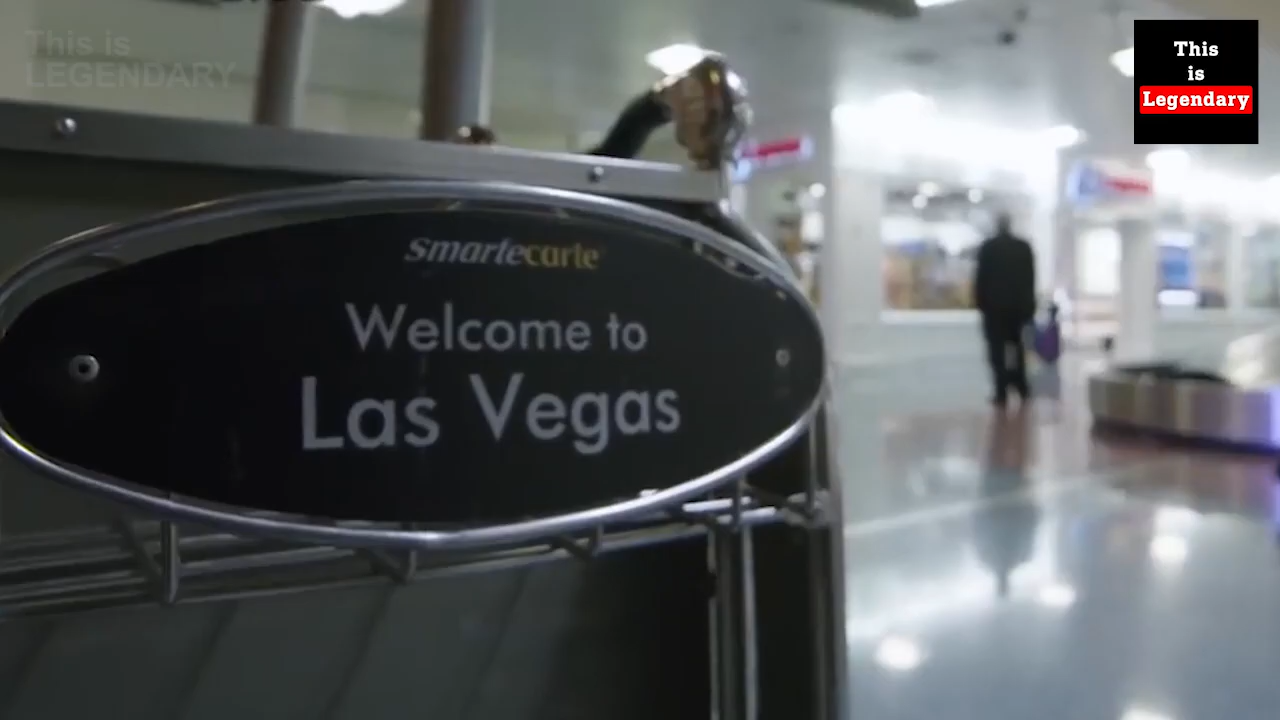 This is
LEGENDARY
This
is
Legendary
smartecarte
Welcome to
Las Vegas